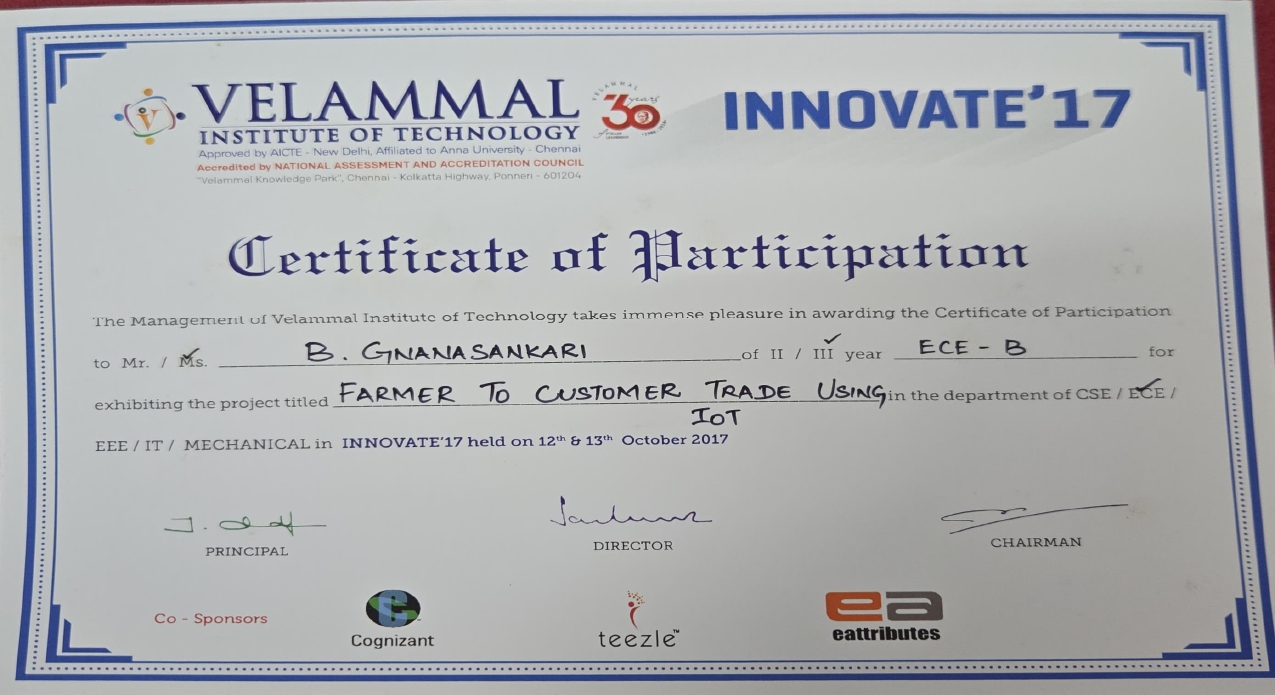 VELAMMAL
INSTITUTE OF TECHNOLOGY
Approved by AICTE - New Delhi, Affiliated to Anna University - Chennai
Accredited by NATIONAL ASSESSMENT AND ACCREDITATION COUNCIL
"Velammal Knowledge Park", Chennai - Kolkatta Highway, Ponneri - 601204
VELAMMAL
30 years
INNOVATE'17
Certificate of Participation
The Management of Velammal Institute of Technology takes immense pleasure in awarding the Certificate of Participation
to Mr. / Ms. B. GNANASANKARI of II / III year ECE - B for
exhibiting the project titled FARMER TO CUSTOMER TRADE USING in the department of CSE / ECE /
IOT
EEE / IT / MECHANICAL in INNOVATE'17 held on 12th & 13th October 2017
PRINCIPAL
DIRECTOR
CHAIRMAN
Co - Sponsors
Cognizant
teezle™
ea
eattributes